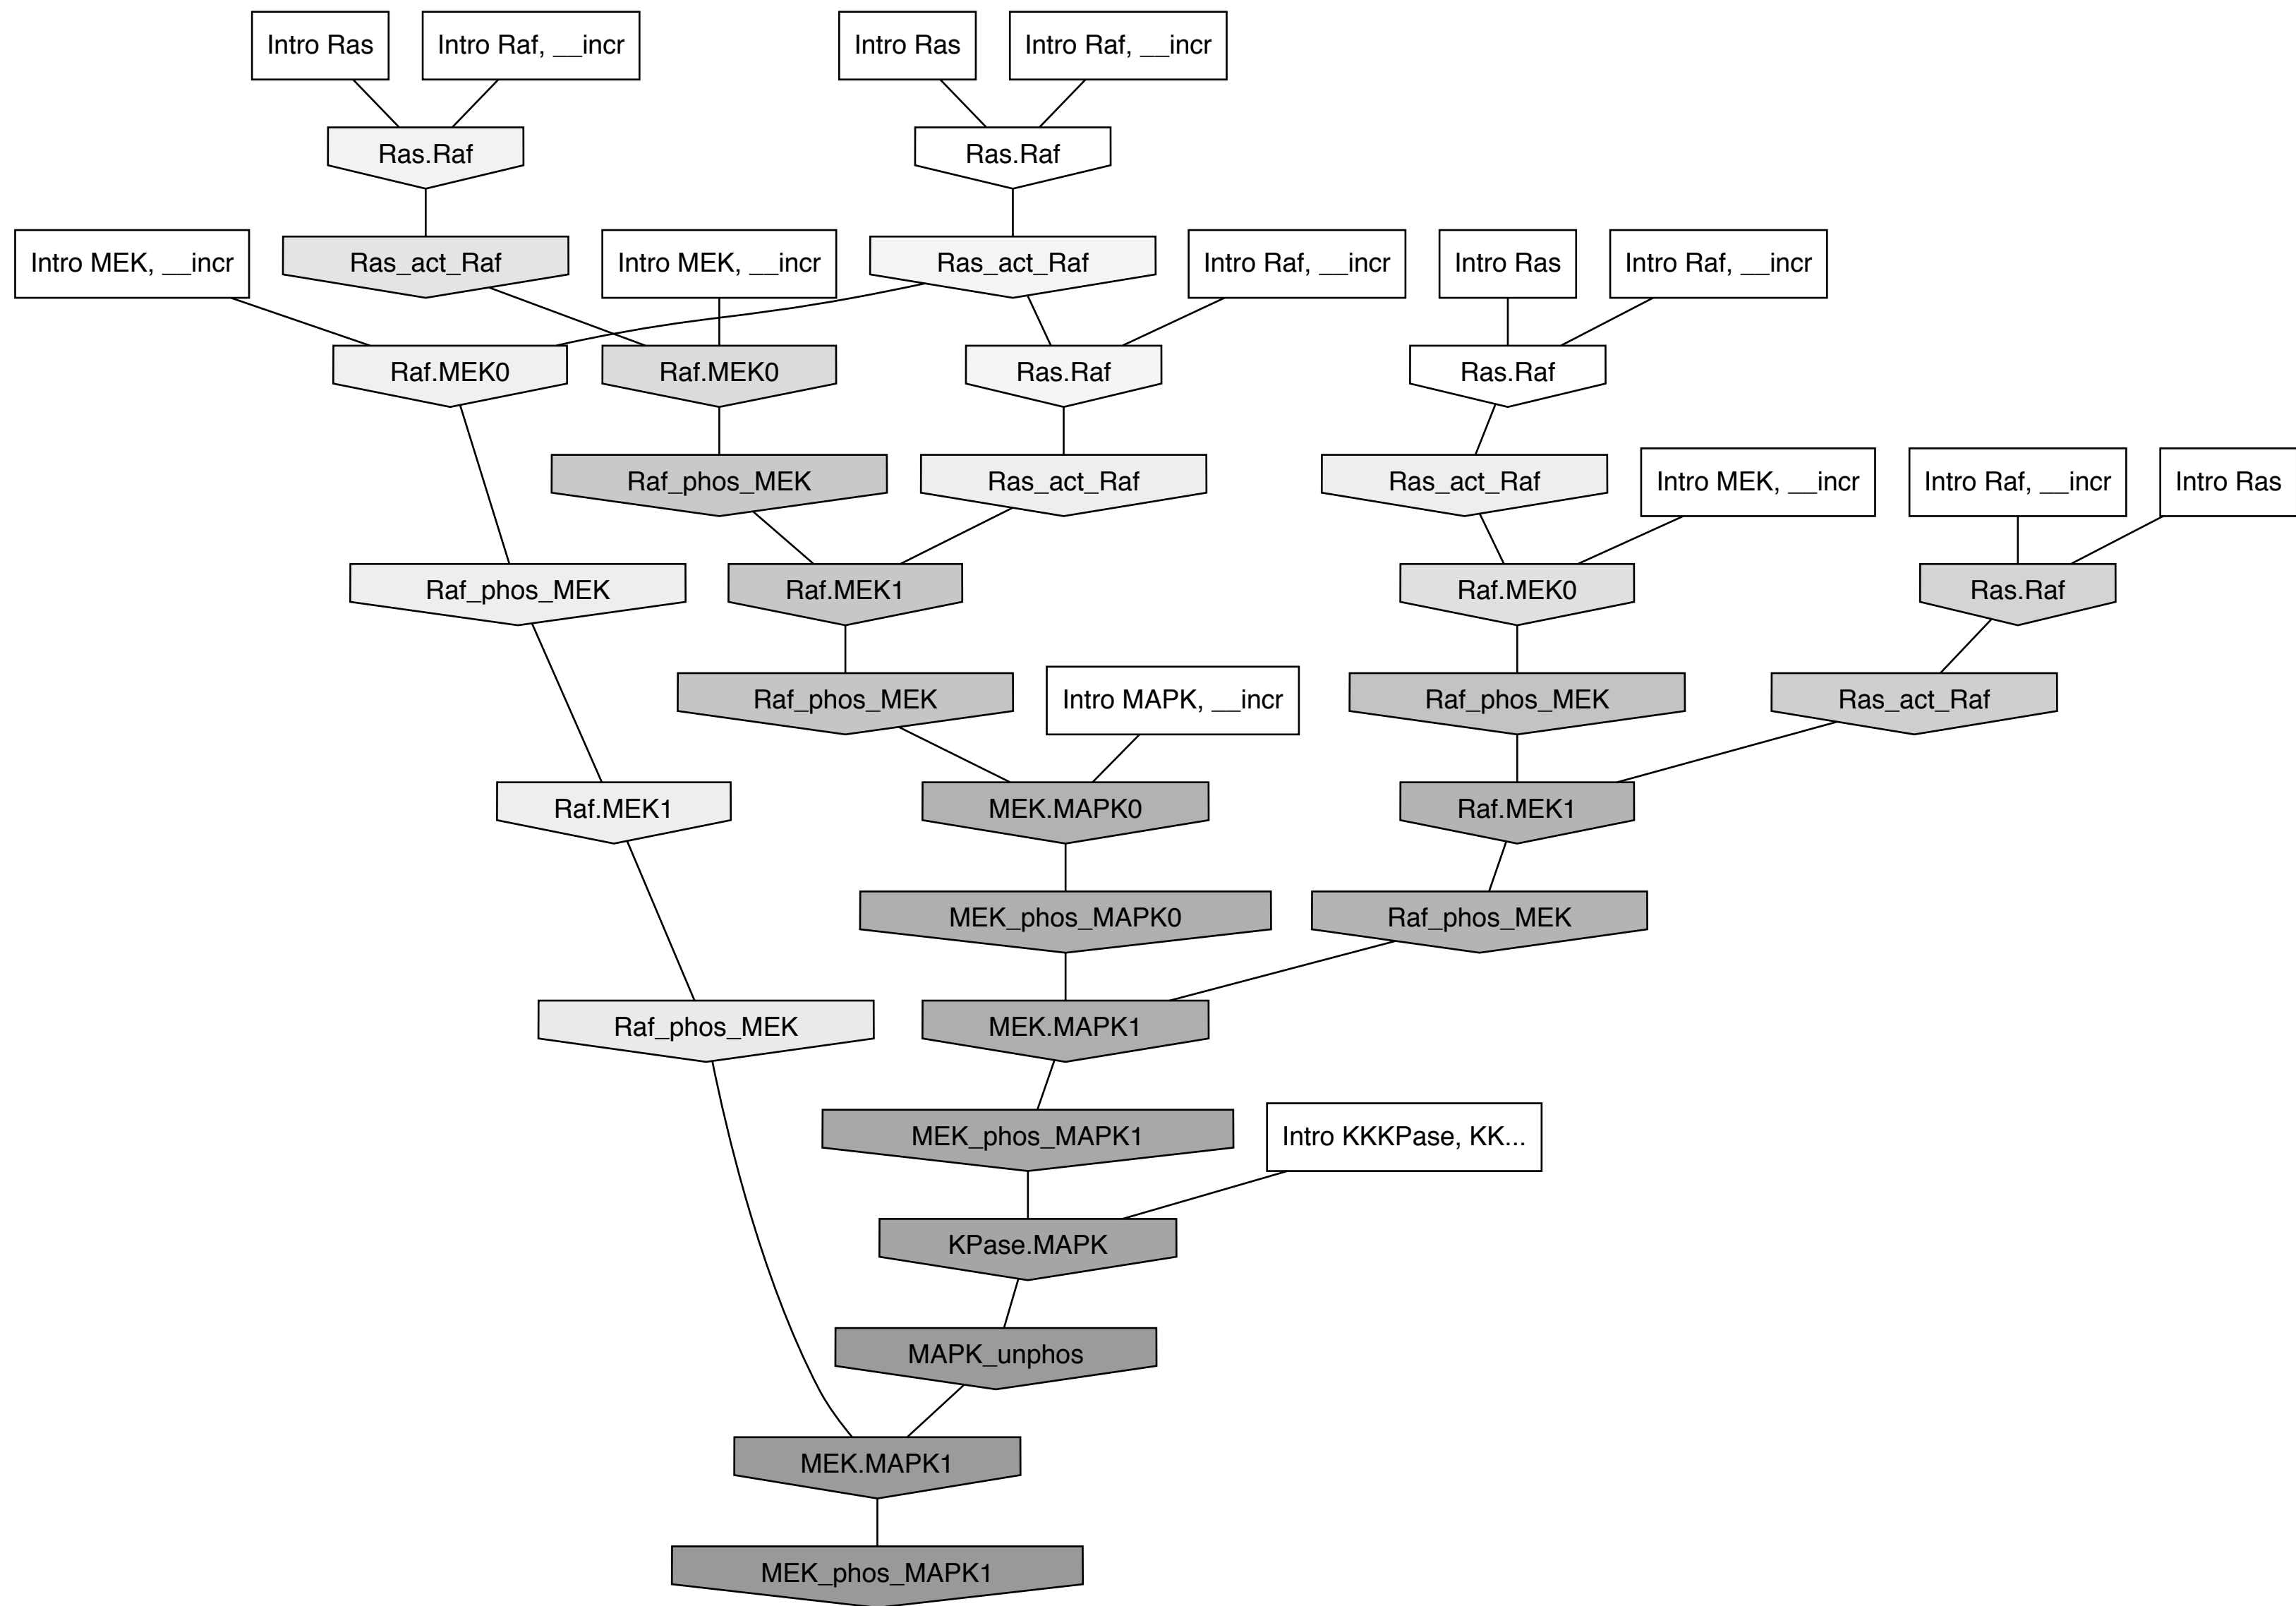 Intro Ras
Intro Raf, __incr
Intro Ras
Intro Raf, __incr
Ras.Raf
Ras.Raf
Intro MEK, __incr
Ras_act_Raf
Intro MEK, __incr
Ras_act_Raf
Intro Raf, __incr
Intro Ras
Intro Raf, __incr
Raf.MEK0
Raf.MEK0
Ras.Raf
Ras.Raf
Raf_phos_MEK
Ras_act_Raf
Ras_act_Raf
Intro MEK, __incr
Intro Raf, __incr
Intro Ras
Raf_phos_MEK
Raf.MEK1
Raf.MEK0
Ras.Raf
Raf_phos_MEK
Intro MAPK, __incr
Raf_phos_MEK
Ras_act_Raf
Raf.MEK1
MEK.MAPK0
Raf.MEK1
MEK_phos_MAPK0
Raf_phos_MEK
Raf_phos_MEK
MEK.MAPK1
MEK_phos_MAPK1
Intro KKKPase, KK...
KPase.MAPK
MAPK_unphos
MEK.MAPK1
MEK_phos_MAPK1